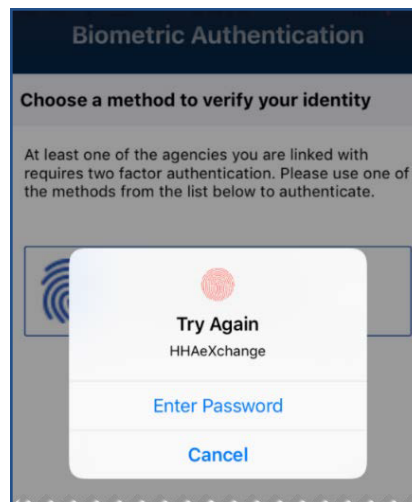 Biometric Authentication
Choose a method to verify your identity
At least one of the agencies you are linked with
requires two factor authentication. Please use one of
the methods from the list below to authenticate.
Try Again
HHAeXchange
Enter Password
Cancel